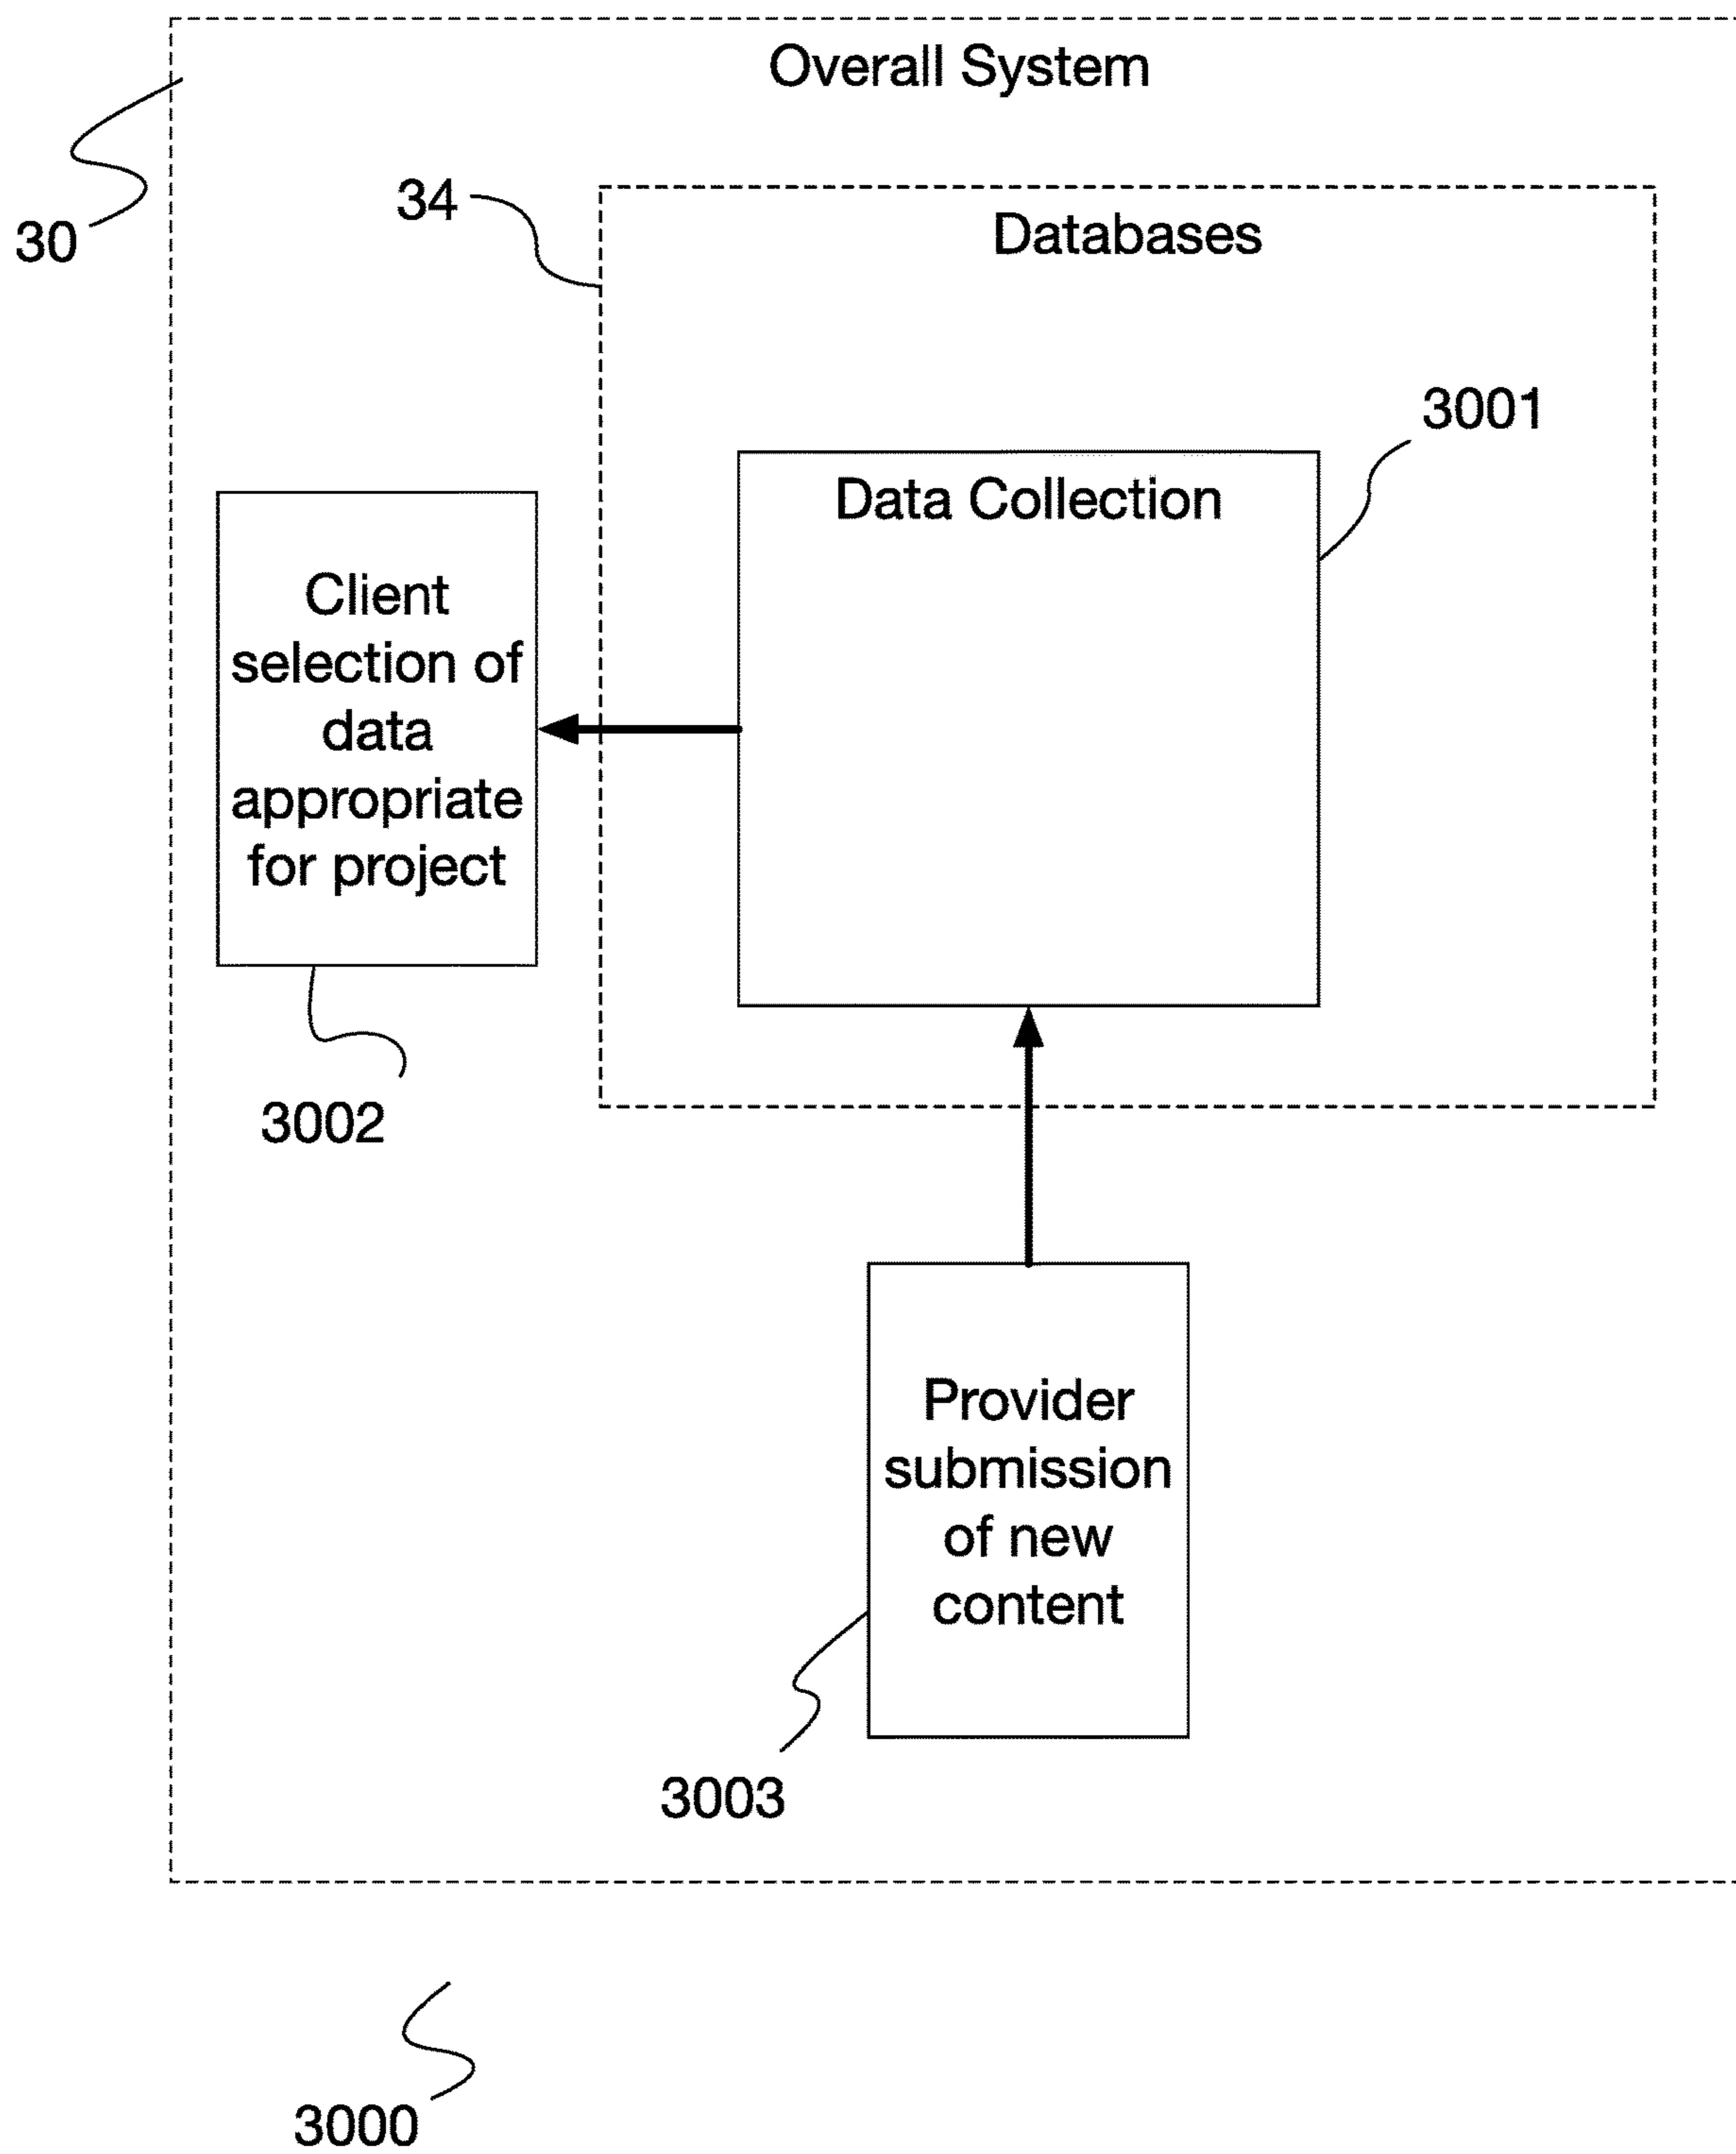 Overall System
30
34
Databases
3001
Data Collection
Client
selection of
data
appropriate
for project
3002
Provider
submission
of new
content
3003
3000